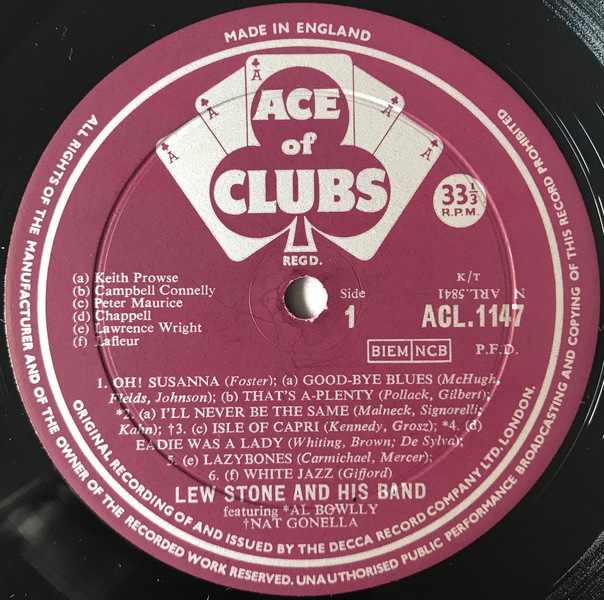 MADE IN ENGLAND
A
A
A
A
ACE
of
CLUBS
REGD.
33⅓
R.P.M.
(a) Keith Prowse
(b) Campbell Connelly
(c) Peter Maurice
(d) Chappell
(e) Lawrence Wright
(f) Lafleur
Side
1
T/K
N ARL.5841
ACL.1147
BIEM NCB
P.F.D.
1. OH! SUSANNA (Foster); (a) GOOD-BYE BLUES (McHugh,
Fields, Johnson); (b) THAT'S A-PLENTY (Pollack, Gilbert);
*2. (a) I'LL NEVER BE THE SAME (Malneck, Signorelli,
Kahn); †3. (c) ISLE OF CAPRI (Kennedy, Grosz); *4. (d)
EADIE WAS A LADY (Whiting, Brown; De Sylva);
5. (e) LAZYBONES (Carmichael, Mercer);
6. (f) WHITE JAZZ (Gifford)
LEW STONE AND HIS BAND
featuring *AL BOWLLY
†NAT GONELLA
ORIGINAL RECORDING OF AND ISSUED BY THE DECCA RECORD COMPANY LTD. LONDON.
ALL RIGHTS OF THE MANUFACTURER AND OF THE OWNER OF THE RECORDED WORK RESERVED. UNAUTHORISED PUBLIC PERFORMANCE BROADCASTING AND COPYING OF THIS RECORD PROHIBITED